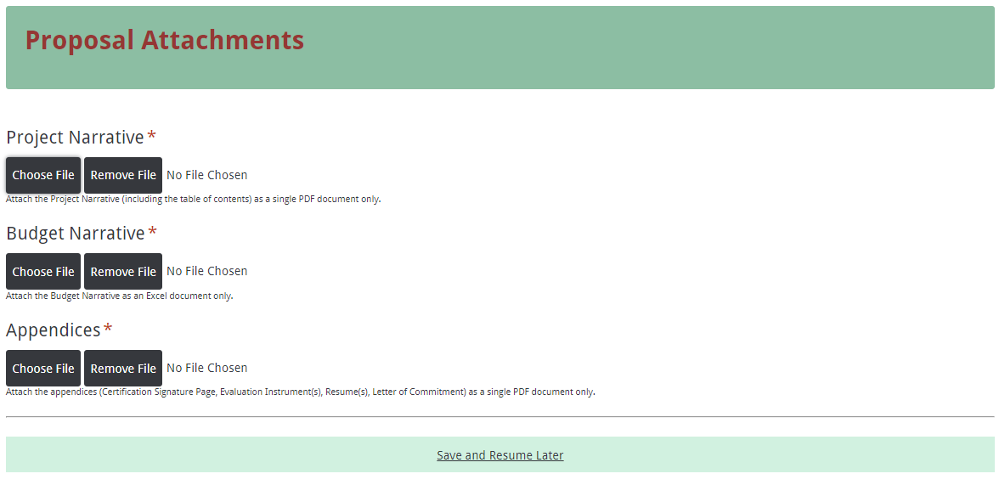 Proposal Attachments
Project Narrative *
Choose File Remove File No File Chosen
Attach the Project Narrative (including the table of contents) as a single PDF document only.
Budget Narrative *
Choose File Remove File No File Chosen
Attach the Budget Narrative as an Excel document only.
Appendices *
Choose File Remove File No File Chosen
Attach the appendices (Certification Signature Page, Evaluation Instrument(s), Resume(s), Letter of Commitment) as a single PDF document only.
Save and Resume Later